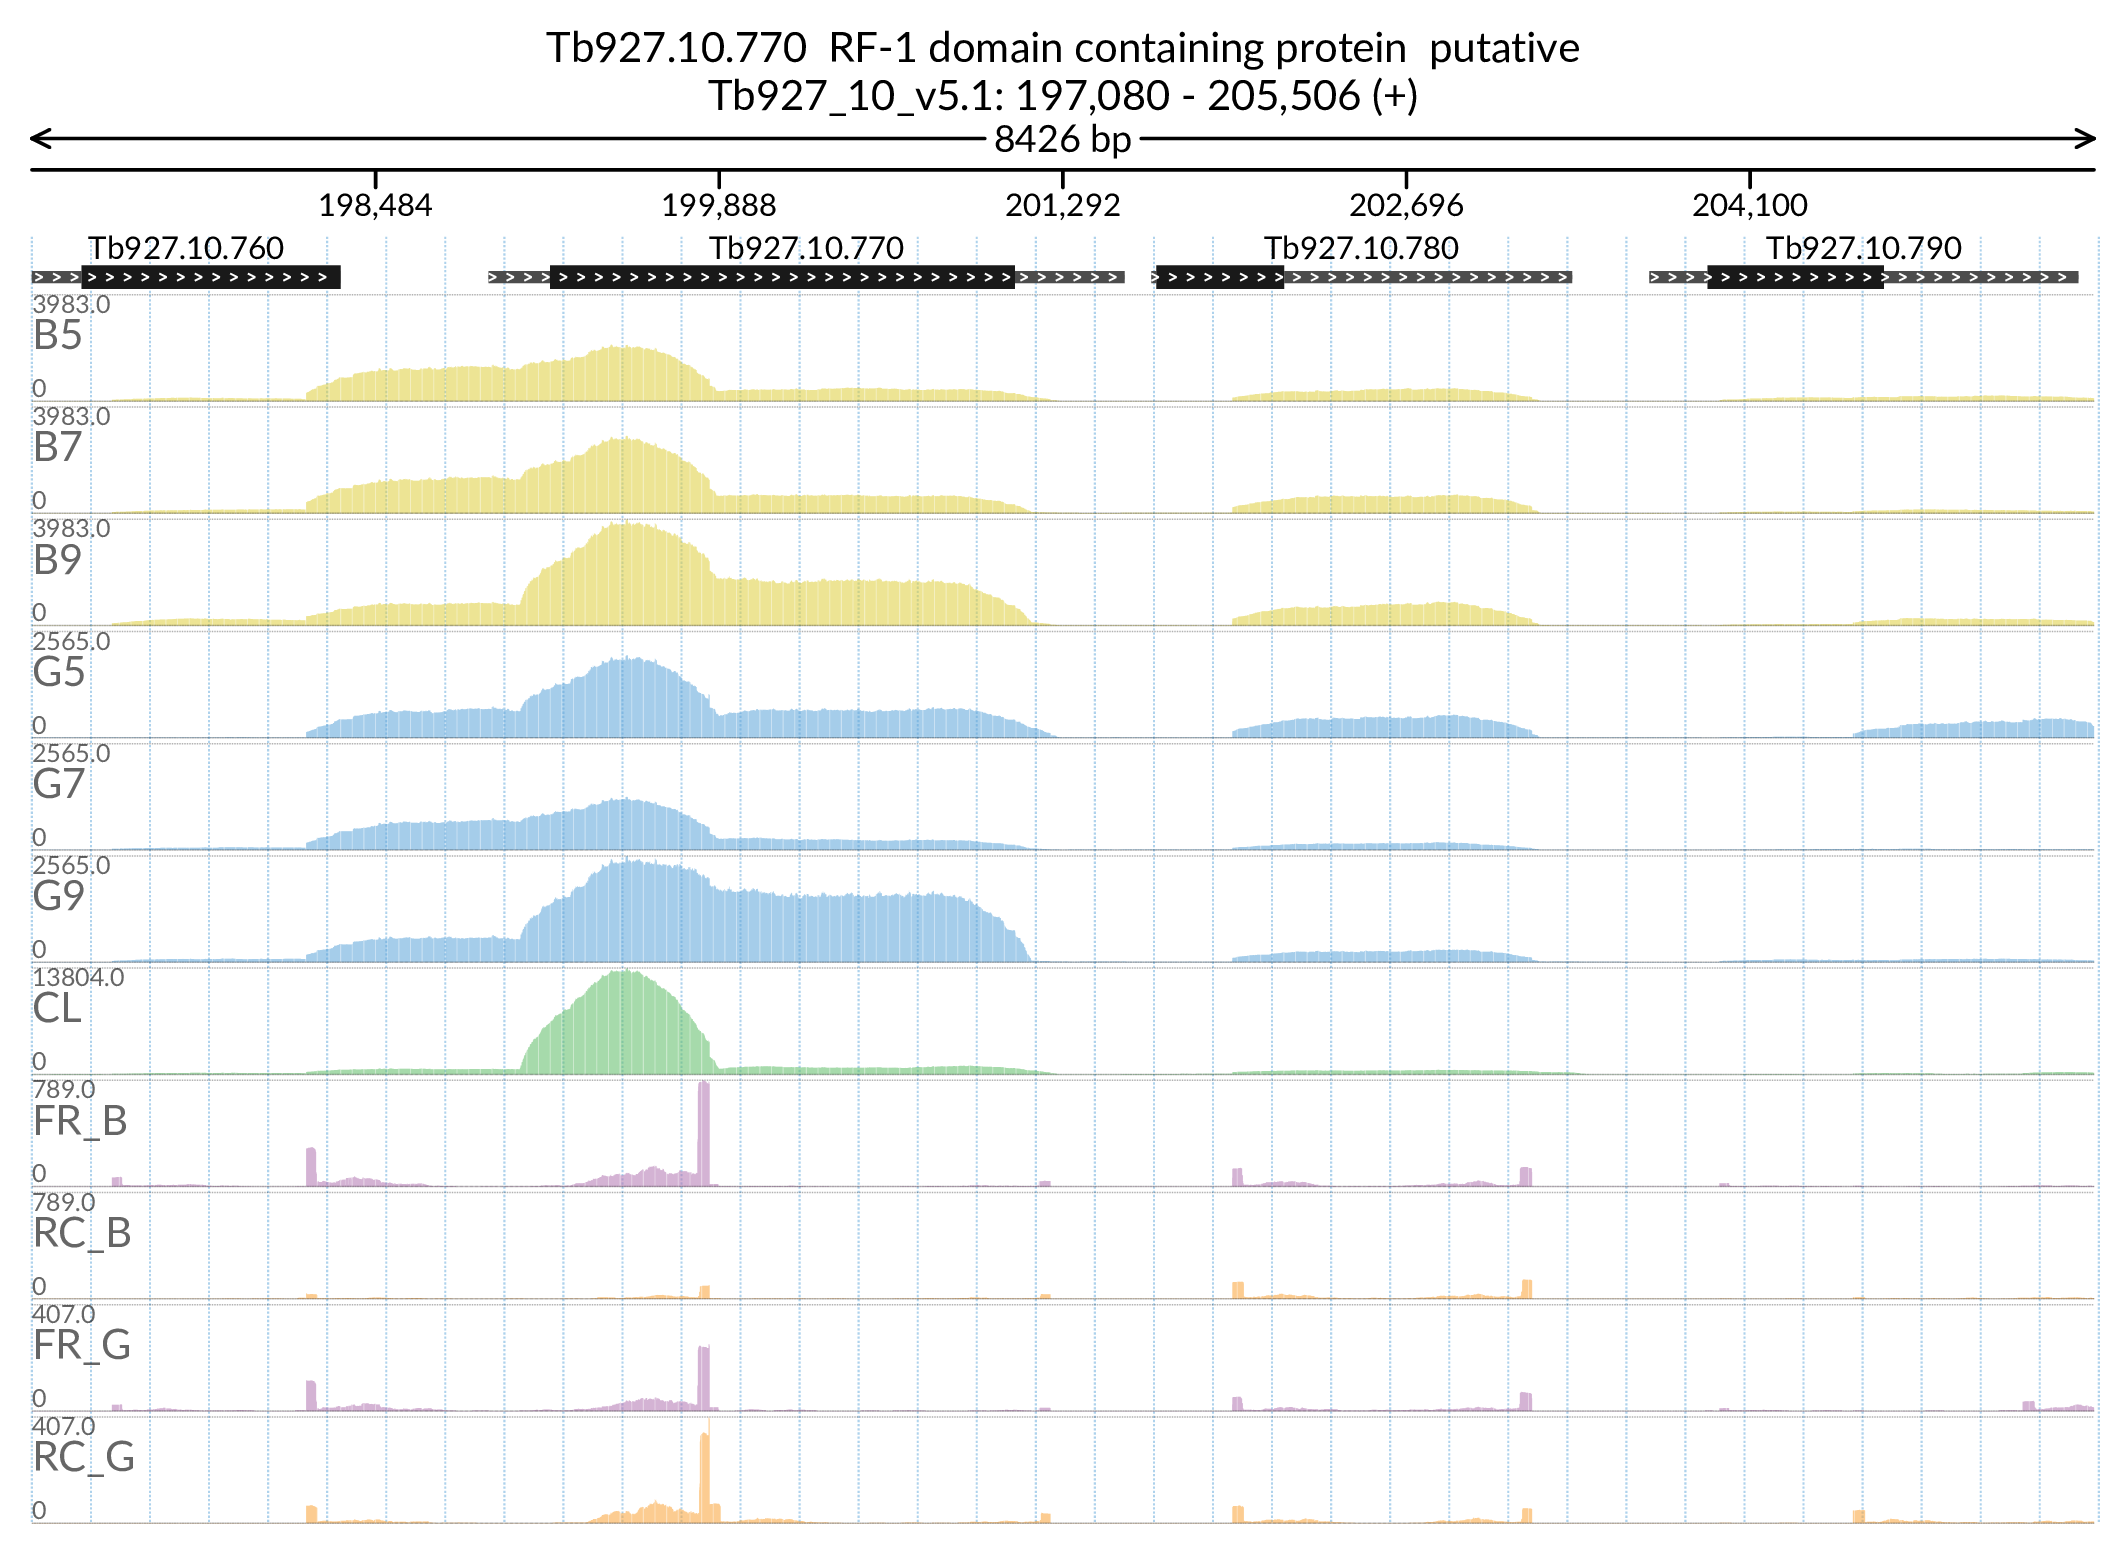 Tb927.10.770 RF-1 domain containing protein putative
Tb927_10_v5.1: 197,080 - 205,506 (+)
8426 bp
198,484 199,888 201,292 202,696 204,100
Tb927.10.760 Tb927.10.770 Tb927.10.780 Tb927.10.790
3983.0
B5
0
3983.0
B7
0
3983.0
B9
0
2565.0
G5
0
2565.0
G7
0
2565.0
G9
0
13804.0
CL
0
789.0
FR_B
0
789.0
RC_B
0
407.0
FR_G
0
407.0
RC_G
0